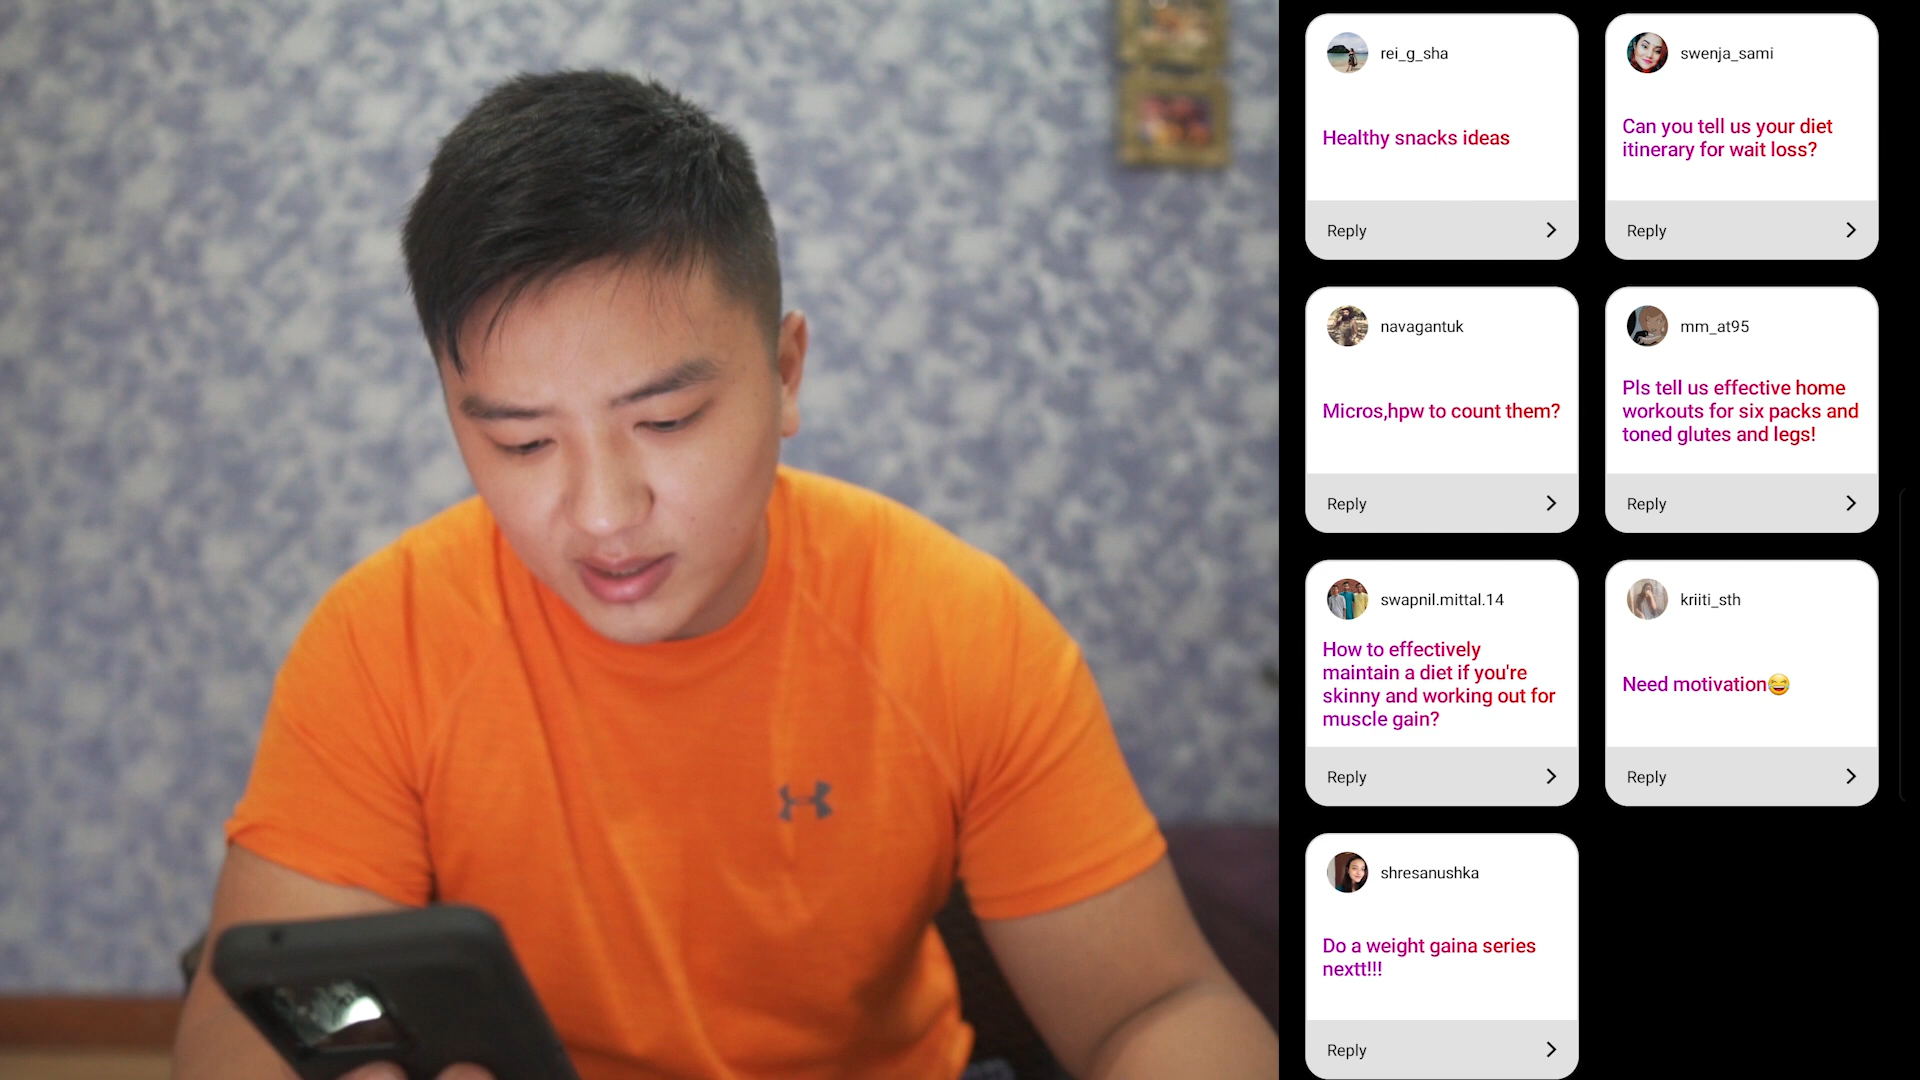 rei_g_sha
Healthy snacks ideas
Reply
swenja_sami
Can you tell us your diet
itinerary for wait loss?
Reply
navagantuk
Micros,hpw to count them?
Reply
mm_at95
Pls tell us effective home
workouts for six packs and
toned glutes and legs!
Reply
swapnil.mittal.14
How to effectively
maintain a diet if you're
skinny and working out for
muscle gain?
Reply
kriiti_sth
Need motivation😆
Reply
shresanushka
Do a weight gaina series
nextt!!!
Reply